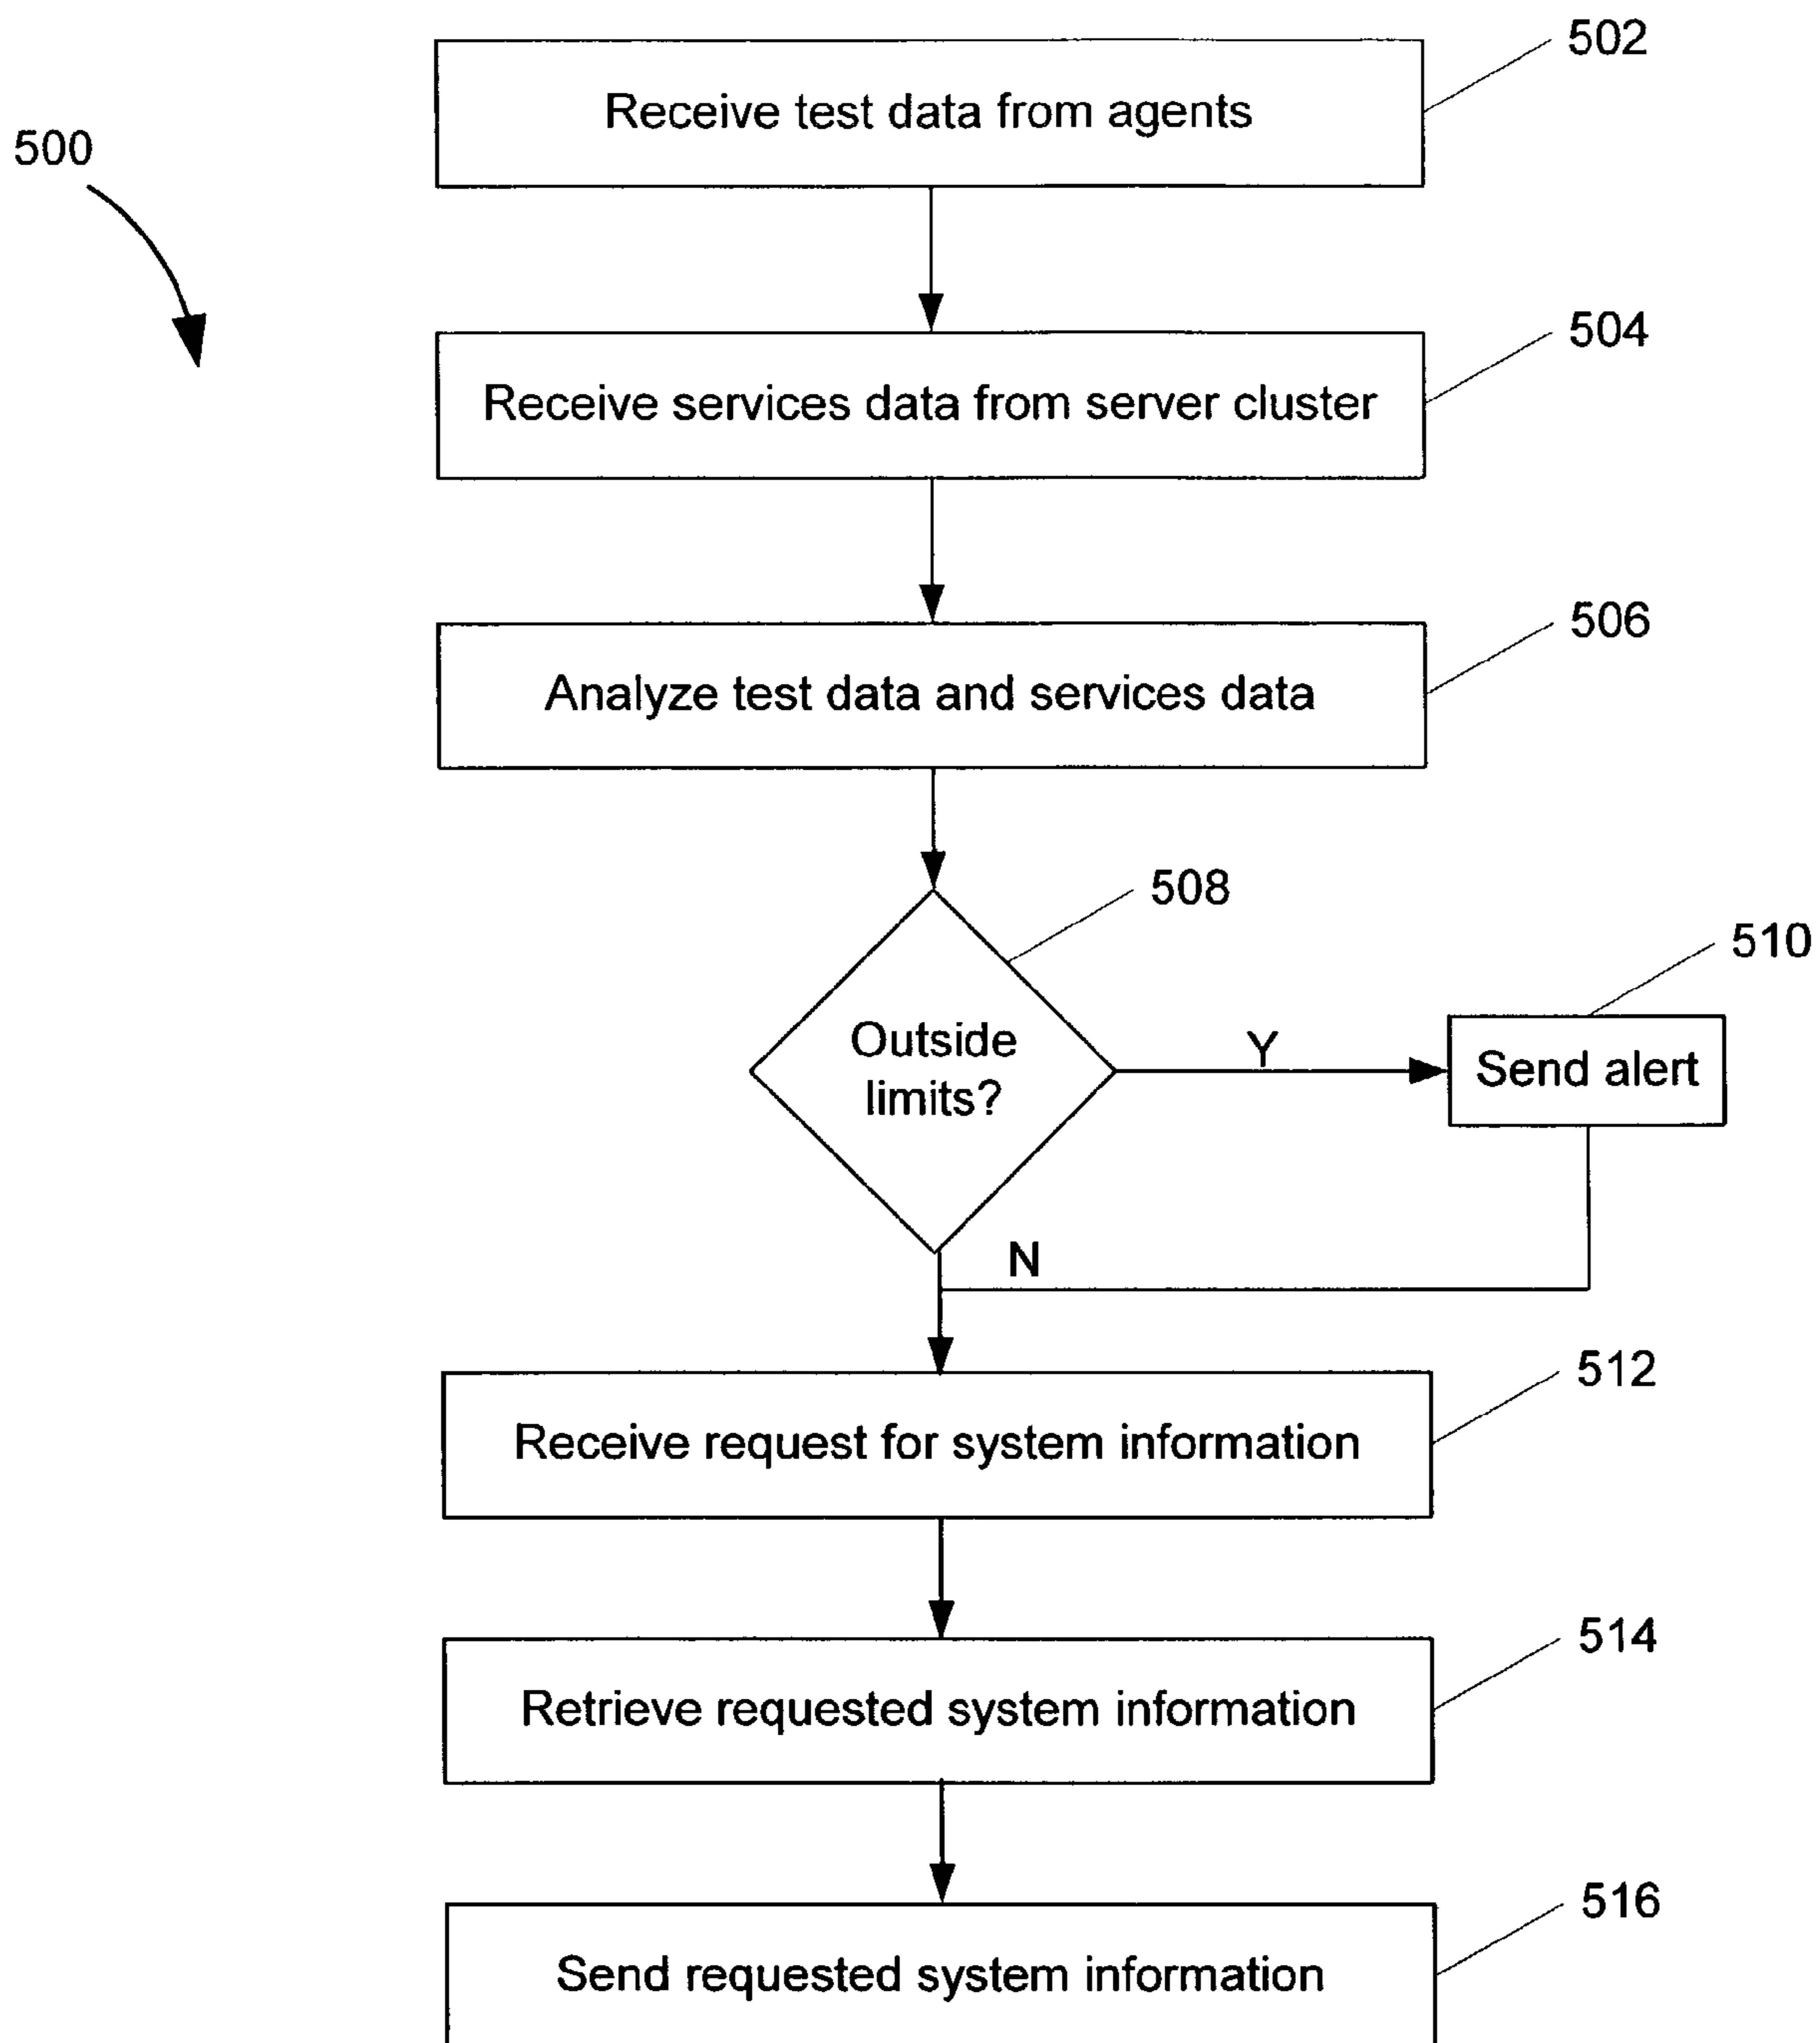 502
Receive test data from agents
500
504
Receive services data from server cluster
506
Analyze test data and services data
508
510
Outside
limits?
Y
Send alert
N
512
Receive request for system information
514
Retrieve requested system information
516
Send requested system information